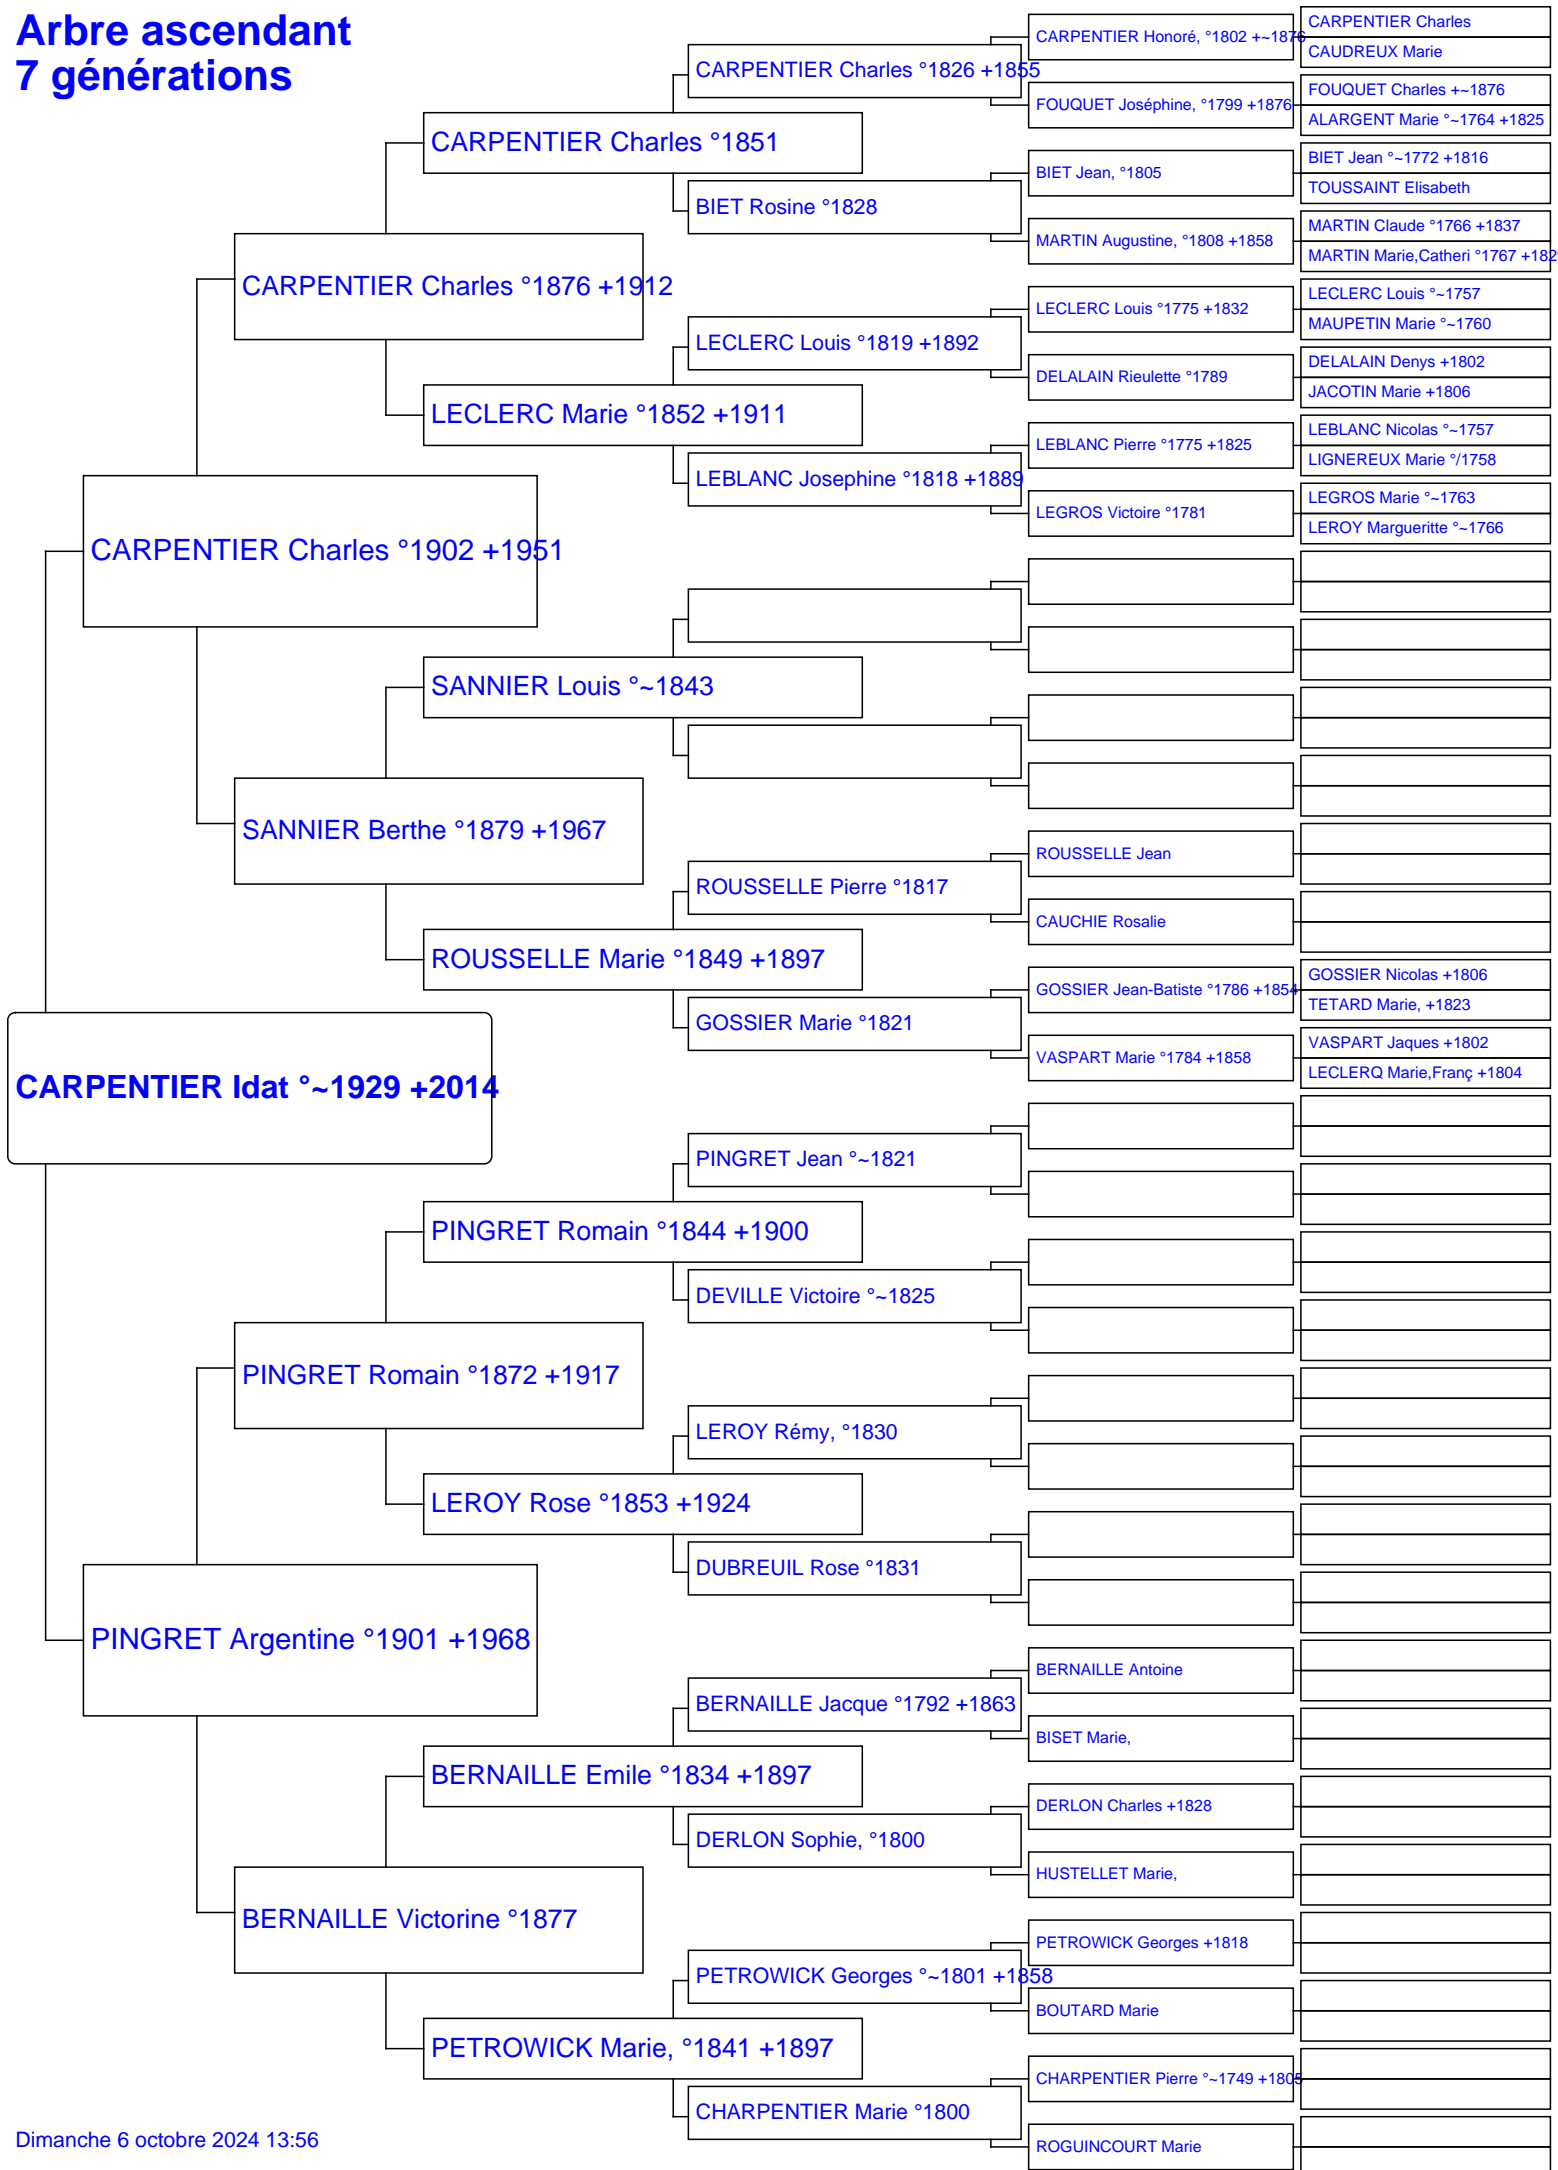 Arbre ascendant
7 générations
CARPENTIER Idat °~1929 +2014
CARPENTIER Charles °1902 +1951
PINGRET Argentine °1901 +1968
CARPENTIER Charles °1876 +1912
SANNIER Berthe °1879 +1967
PINGRET Romain °1872 +1917
BERNAILLE Victorine °1877
CARPENTIER Charles °1851
LECLERC Marie °1852 +1911
SANNIER Louis °~1843
ROUSSELLE Marie °1849 +1897
PINGRET Romain °1844 +1900
LEROY Rose °1853 +1924
BERNAILLE Emile °1834 +1897
PETROWICK Marie, °1841 +1897
CARPENTIER Charles °1826 +1855
BIET Rosine °1828
LECLERC Louis °1819 +1892
LEBLANC Josephine °1818 +1889
ROUSSELLE Pierre °1817
GOSSIER Marie °1821
PINGRET Jean °~1821
DEVILLE Victoire °~1825
LEROY Rémy, °1830
DUBREUIL Rose °1831
BERNAILLE Jacque °1792 +1863
DERLON Sophie, °1800
PETROWICK Georges °~1801 +1858
CHARPENTIER Marie °1800
CARPENTIER Honoré, °1802 +~1876
FOUQUET Joséphine, °1799 +1876
BIET Jean, °1805
MARTIN Augustine, °1808 +1858
LECLERC Louis °1775 +1832
DELALAIN Rieulette °1789
LEBLANC Pierre °1775 +1825
LEGROS Victoire °1781
ROUSSELLE Jean
CAUCHIE Rosalie
GOSSIER Jean-Batiste °1786 +1854
VASPART Marie °1784 +1858
BERNAILLE Antoine
BISET Marie,
DERLON Charles +1828
HUSTELLET Marie,
PETROWICK Georges +1818
BOUTARD Marie
CHARPENTIER Pierre °~1749 +1805
ROGUINCOURT Marie
CARPENTIER Charles
CAUDREUX Marie
FOUQUET Charles +~1876
ALARGENT Marie °~1764 +1825
BIET Jean °~1772 +1816
TOUSSAINT Elisabeth
MARTIN Claude °1766 +1837
MARTIN Marie,Catheri °1767 +182
LECLERC Louis °~1757
MAUPETIN Marie °~1760
DELALAIN Denys +1802
JACOTIN Marie +1806
LEBLANC Nicolas °~1757
LIGNEREUX Marie °/1758
LEGROS Marie °~1763
LEROY Margueritte °~1766
GOSSIER Nicolas +1806
TETARD Marie, +1823
VASPART Jaques +1802
LECLERQ Marie,Franç +1804
Dimanche 6 octobre 2024 13:56